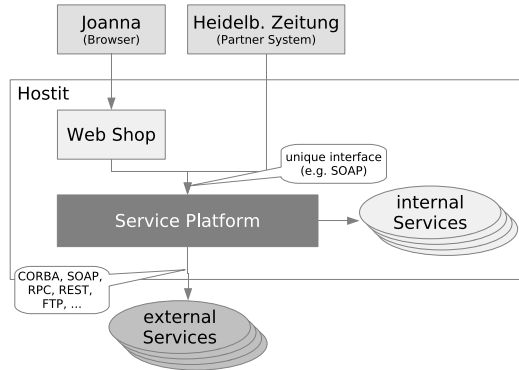 Joanna
(Browser)
Heidelb. Zeitung
(Partner System)
Hostit
Web Shop
unique interface
(e.g. SOAP)
Service Platform
internal
Services
CORBA, SOAP,
RPC, REST,
FTP, ...
external
Services